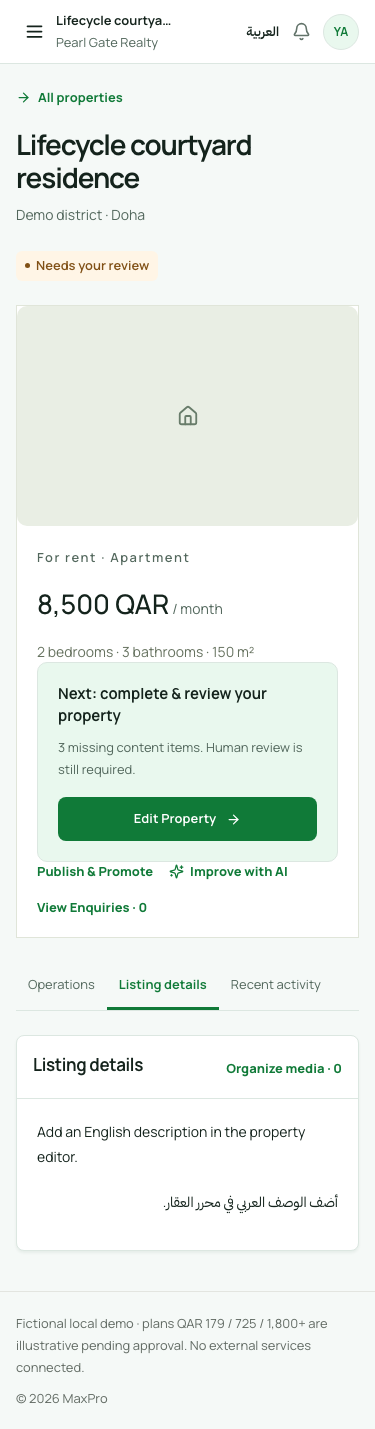 Lifecycle courtya...
Pearl Gate Realty
العربية
YA
All properties
Lifecycle courtyard
residence
Demo district · Doha
Needs your review
For rent · Apartment
8,500 QAR / month
2 bedrooms · 3 bathrooms · 150 m²
Next: complete & review your
property
3 missing content items. Human review is
still required.
Edit Property
Publish & Promote
Improve with AI
View Enquiries · 0
Operations
Listing details
Recent activity
Listing details
Organize media · 0
Add an English description in the property
editor.
أضف الوصف العربي في محرر العقار.
Fictional local demo · plans QAR 179 / 725 / 1,800+ are
illustrative pending approval. No external services
connected.
© 2026 MaxPro